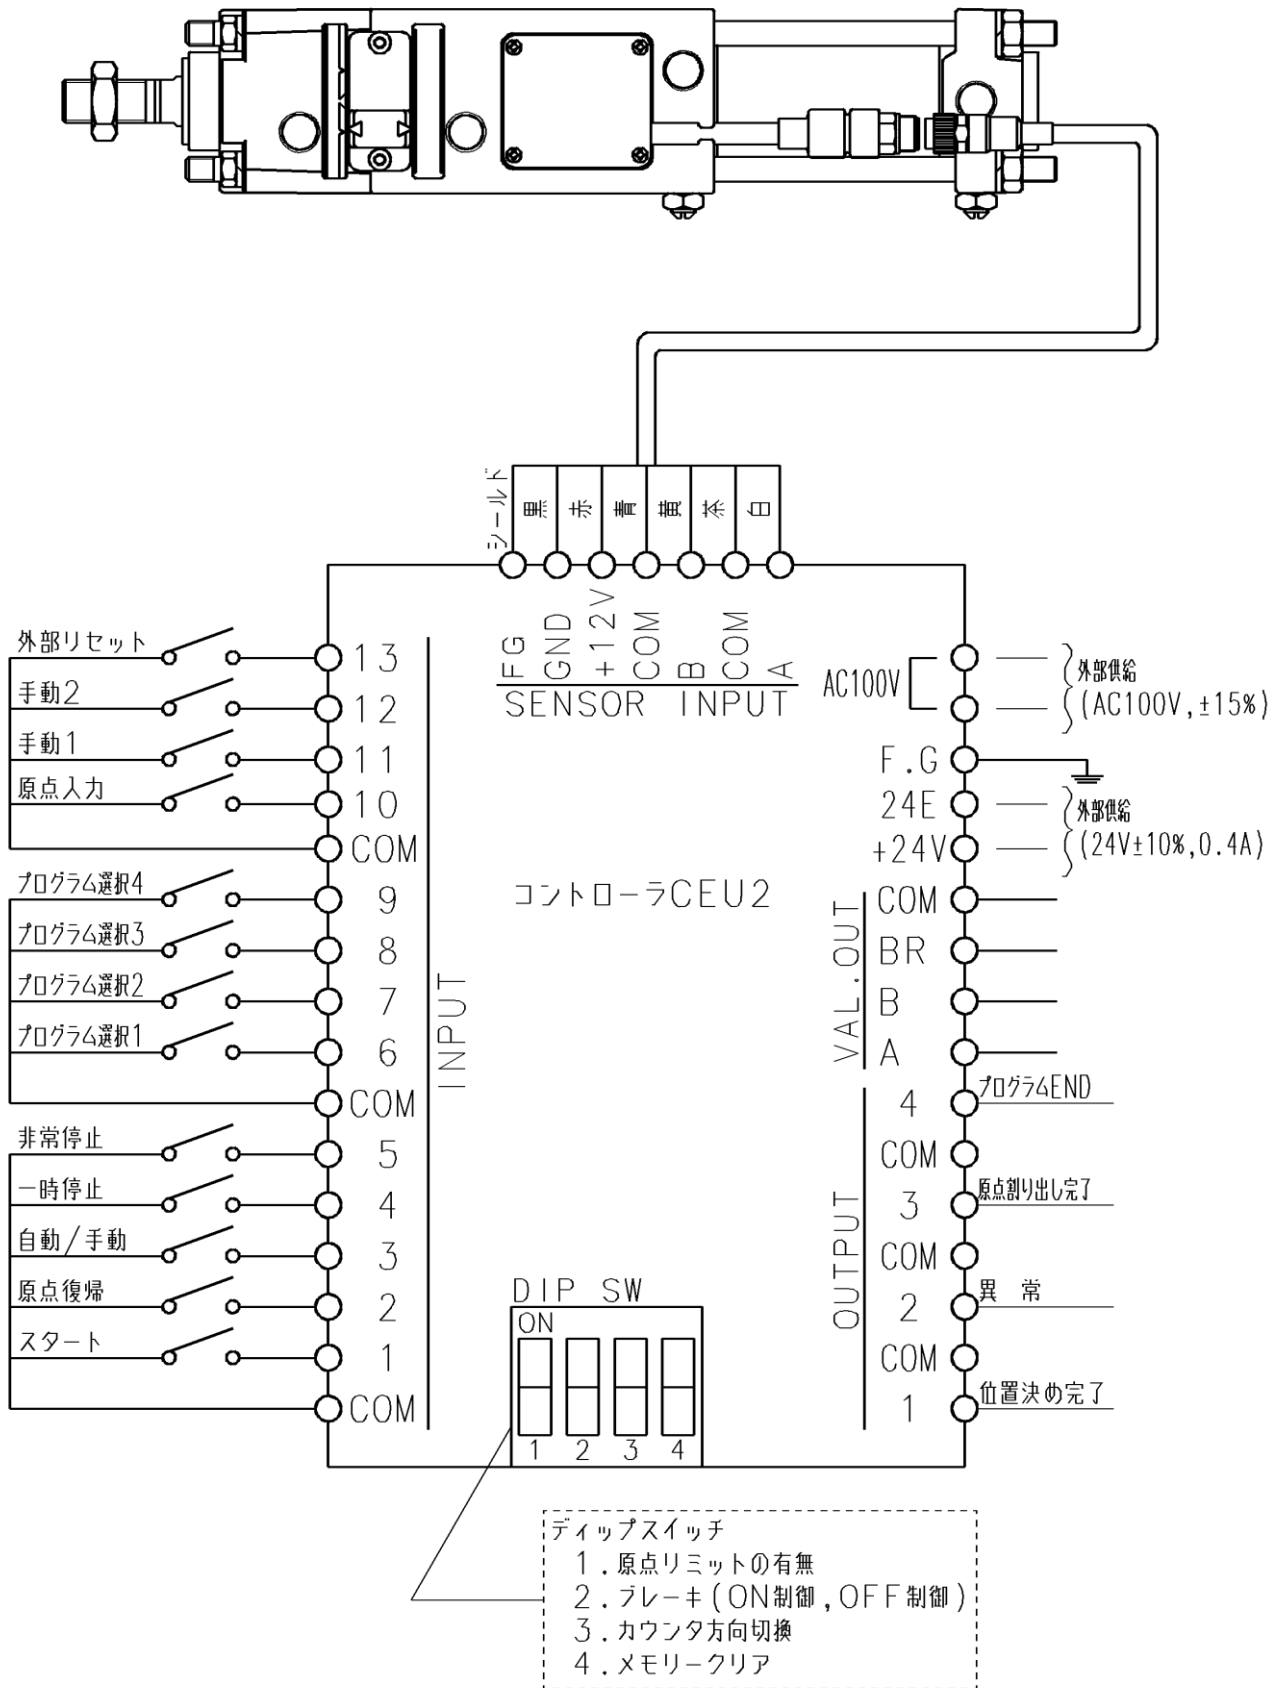 シールド
黒
赤
青
黄
茶
白
FG
GND
+12V
COM
B
COM
A
SENSOR INPUT
外部リセット
13
手動2
12
手動1
11
原点入力
10
COM
プログラム選択4
9
プログラム選択3
8
プログラム選択2
7
プログラム選択1
6
COM
非常停止
5
一時停止
4
自動/手動
3
原点復帰
2
スタート
1
COM
INPUT
コントローラCEU2
AC100V
外部供給
(AC100V,±15%)
F.G
24E
+24V
外部供給
(24V±10%,0.4A)
COM
BR
B
A
VAL.OUT
4
プログラムEND
COM
3
原点割り出し完了
COM
2
異 常
COM
1
位置決め完了
OUTPUT
DIP SW
ON
1 2 3 4
ディップスイッチ
1.原点リミットの有無
2.ブレーキ(ON制御,OFF制御)
3.カウンタ方向切換
4.メモリークリア